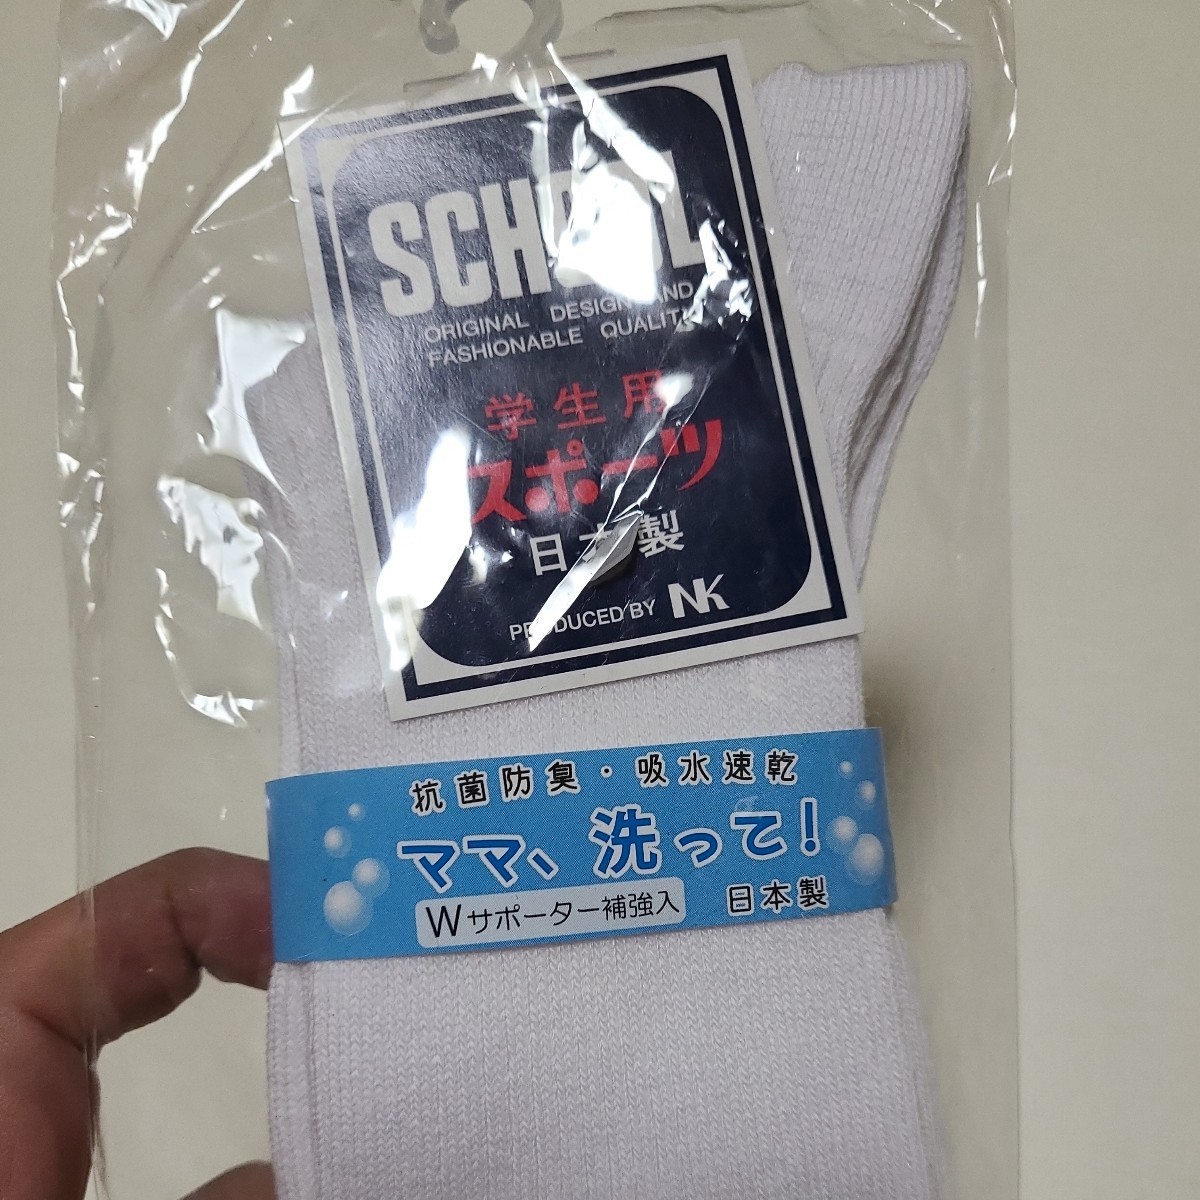 SCHOOL
ORIGINAL DESIGN AND
FASHIONABLE QUALITY
学生用
スポーツ
日本製
PRODUCED BY NK
抗菌防臭・吸水速乾
ママ、洗って!
Wサポーター補強入 日本製